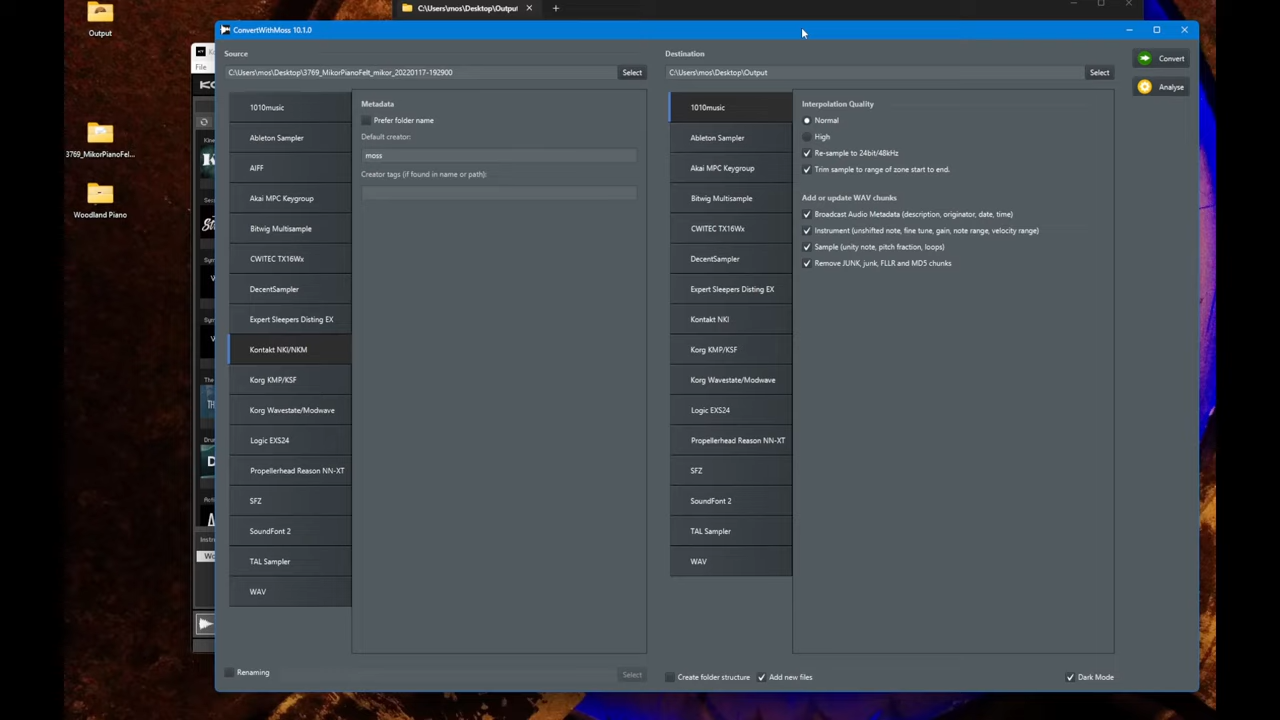 C:\Users\mos\Desktop\Output
Output
ConvertWithMoss 10.1.0
Source
Destination
C:\Users\mos\Desktop\3769_MikorPianoFelt_mikor_20220117-192900
Select
C:\Users\mos\Desktop\Output
Select
Convert
Analyse
File
1010music
Ableton Sampler
AIFF
Akai MPC Keygroup
Bitwig Multisample
CWITEC TX16Wx
DecentSampler
Expert Sleepers Disting EX
Kontakt NKI/NKM
Korg KMP/KSF
Korg Wavestate/Modwave
Logic EXS24
Propellerhead Reason NN-XT
SFZ
SoundFont 2
TAL Sampler
WAV
Metadata
Prefer folder name
Default creator:
moss
Creator tags (if found in name or path):
1010music
Ableton Sampler
Akai MPC Keygroup
Bitwig Multisample
CWITEC TX16Wx
DecentSampler
Expert Sleepers Disting EX
Kontakt NKI
Korg KMP/KSF
Korg Wavestate/Modwave
Logic EXS24
Propellerhead Reason NN-XT
SFZ
SoundFont 2
TAL Sampler
WAV
Interpolation Quality
Normal
High
Re-sample to 24bit/48kHz
Trim sample to range of zone start to end.
Add or update WAV chunks
Broadcast Audio Metadata (description, originator, date, time)
Instrument (unshifted note, fine tune, gain, note range, velocity range)
Sample (unity note, pitch fraction, loops)
Remove JUNK, junk, FLLR and MD5 chunks
3769_MikorPianoFel...
Woodland Piano
Renaming
Select
Create folder structure
Add new files
Dark Mode